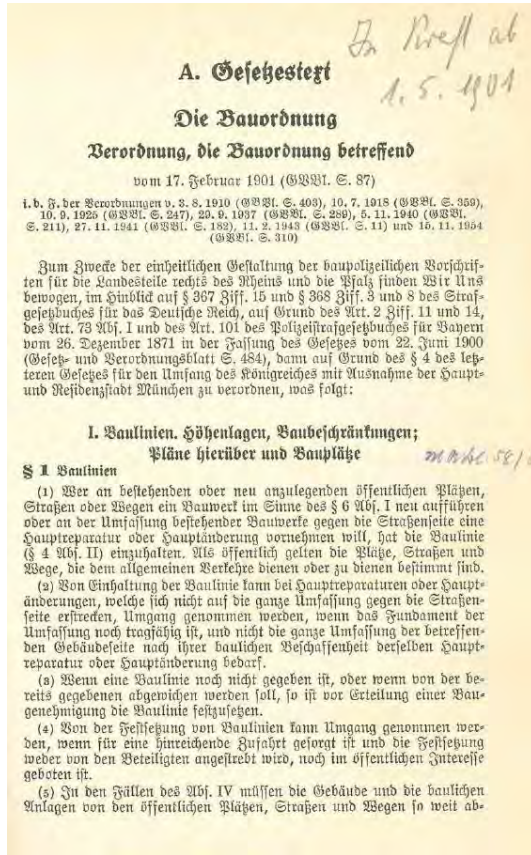 In Kraft ab
1. 5. 1901
A. Gesetzestext
Die Bauordnung
Verordnung, die Bauordnung betreffend
vom 17. Februar 1901 (GVBl. S. 87)
i. d. F. der Verordnungen v. 3. 8. 1910 (GVBl. S. 403), 10. 7. 1918 (GVBl. S. 359),
10. 9. 1925 (GVBl. S. 247), 29. 9. 1937 (GVBl. S. 289), 5. 11. 1940 (GVBl.
S. 211), 27. 11. 1941 (GVBl. S. 182), 11. 2. 1943 (GVBl. S. 11) und 15. 11. 1954
(GVBl. S. 310)
Zum Zwecke der einheitlichen Gestaltung der baupolizeilichen Vorschrif-
ten für die Landesteile rechts des Rheins und die Pfalz finden Wir Uns
bewogen, im Hinblick auf § 367 Ziff. 15 und § 368 Ziff. 3 und 8 des Straf-
gesetzbuches für das Deutsche Reich, auf Grund des Art. 2 Ziff. 11 und 14,
des Art. 73 Abs. I und des Art. 101 des Polizeistrafgesetzbuches für Bayern
vom 26. Dezember 1871 in der Fassung des Gesetzes vom 22. Juni 1900
(Gesetz- und Verordnungsblatt S. 484), dann auf Grund des § 4 des letz-
teren Gesetzes für den Umfang des Königreiches mit Ausnahme der Haupt-
und Residenzstadt München zu verordnen, was folgt:
I. Baulinien. Höhenlagen, Baubeschränkungen;
Pläne hierüber und Bauplätze
§ 1 Baulinien
(1) Wer an bestehenden oder neu anzulegenden öffentlichen Plätzen,
Straßen oder Wegen ein Bauwerk im Sinne des § 6 Abs. I neu aufführen
oder an der Umfassung bestehender Bauwerke gegen die Straßenseite eine
Hauptreparatur oder Hauptänderung vornehmen will, hat die Baulinie
(§ 4 Abs. II) einzuhalten. Als öffentlich gelten die Plätze, Straßen und
Wege, die dem allgemeinen Verkehre dienen oder zu dienen bestimmt sind.
(2) Von Einhaltung der Baulinie kann bei Hauptreparaturen oder Haupt-
änderungen, welche sich nicht auf die ganze Umfassung gegen die Straßen-
seite erstrecken, Umgang genommen werden, wenn das Fundament der
Umfassung noch tragfähig ist, und nicht die ganze Umfassung der betreffen-
den Gebäudeseite nach ihrer baulichen Beschaffenheit derselben Haupt-
reparatur oder Hauptänderung bedarf.
(3) Wenn eine Baulinie noch nicht gegeben ist, oder wenn von der be-
reits gegebenen abgewichen werden soll, so ist vor Erteilung einer Bau-
genehmigung die Baulinie festzusetzen.
(4) Von der Festsetzung von Baulinien kann Umgang genommen wer-
den, wenn für eine hinreichende Zufahrt gesorgt ist und die Festsetzung
weder von den Beteiligten angestrebt wird, noch im öffentlichen Interesse
geboten ist.
(5) In den Fällen des Abs. IV müssen die Gebäude und die baulichen
Anlagen von den öffentlichen Plätzen, Straßen und Wegen so weit ab-